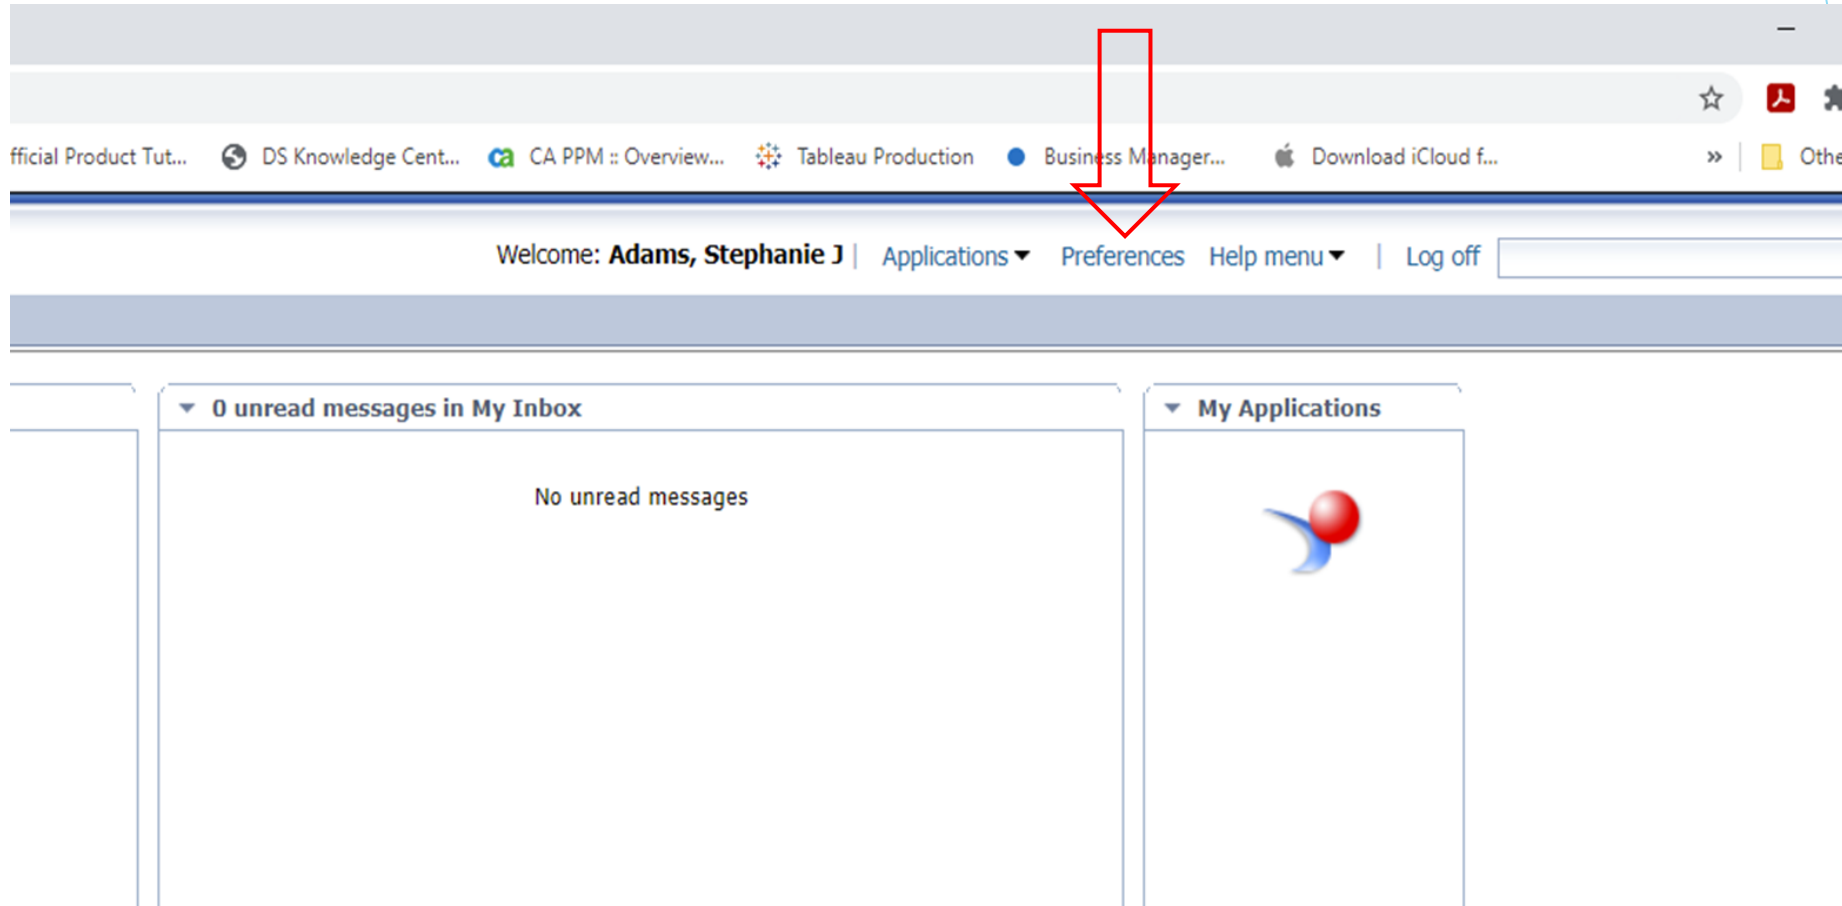 fficial Product Tut... DS Knowledge Cent... ca CA PPM :: Overview... Tableau Production Business Manager... Download iCloud f... » Othe
Welcome: Adams, Stephanie J | Applications Preferences Help menu | Log off
0 unread messages in My Inbox
No unread messages
My Applications